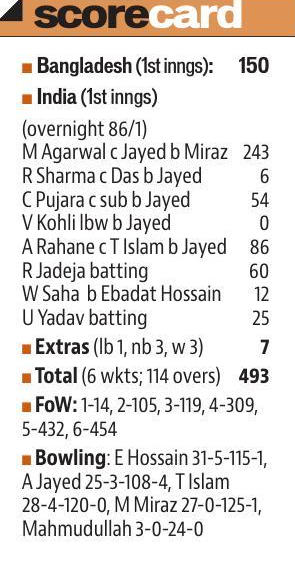 scorecard
Bangladesh (1st inngs): 150
India (1st inngs)
(overnight 86/1)
M Agarwal c Jayed b Miraz 243
R Sharma c Das b Jayed 6
C Pujara c sub b Jayed 54
V Kohli lbw b Jayed 0
A Rahane c T Islam b Jayed 86
R Jadeja batting 60
W Saha b Ebadat Hossain 12
U Yadav batting 25
Extras (lb 1, nb 3, w 3) 7
Total (6 wkts; 114 overs) 493
FoW: 1-14, 2-105, 3-119, 4-309,
5-432, 6-454
Bowling: E Hossain 31-5-115-1,
A Jayed 25-3-108-4, T Islam
28-4-120-0, M Miraz 27-0-125-1,
Mahmudullah 3-0-24-0